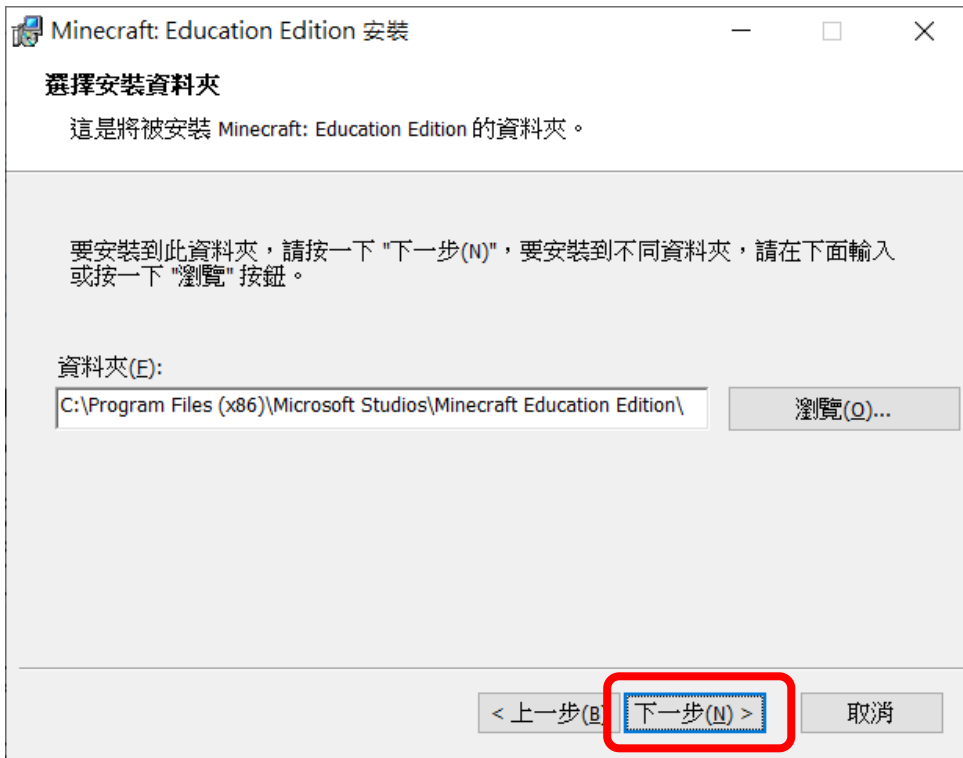 Minecraft: Education Edition 安裝
選擇安裝資料夾
這是將被安裝 Minecraft: Education Edition 的資料夾。
要安裝到此資料夾，請按一下 "下一步(N)"，要安裝到不同資料夾，請在下面輸入
或按一下 "瀏覽" 按鈕。
資料夾(F):
C:\Program Files (x86)\Microsoft Studios\Minecraft Education Edition\ 瀏覽(O)...
< 上一步(B 下一步(N) > 取消